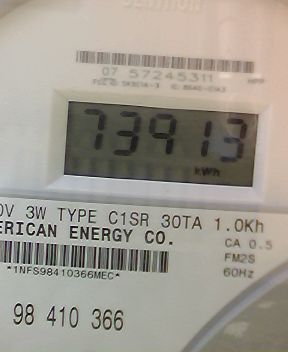 CENTRON
07 57245311
73913
kWh
0V 3W TYPE C1SR 30TA 1.0Kh
ERICAN ENERGY CO.
CA 0.5
FM2S
60Hz
*1NFS98410366MEC*
98 410 366